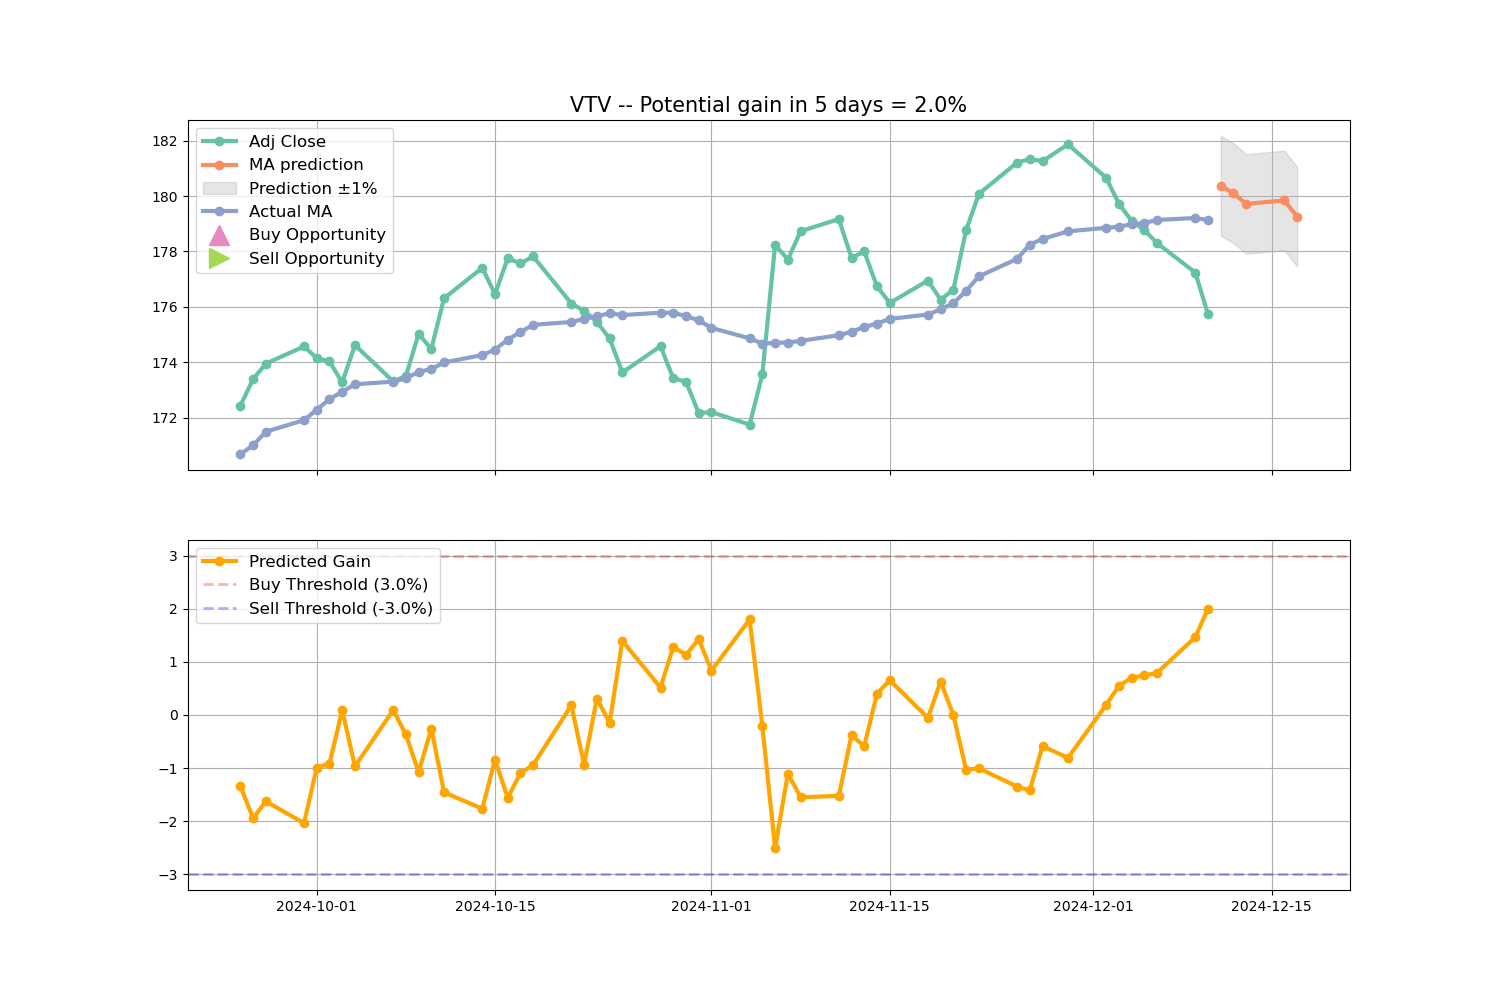 VTV -- Potential gain in 5 days = 2.0%
182
180
178
176
174
172
Adj Close
MA prediction
Prediction ±1%
Actual MA
Buy Opportunity
Sell Opportunity
3
2
1
0
−1
−2
−3
Predicted Gain
Buy Threshold (3.0%)
Sell Threshold (-3.0%)
2024-10-01
2024-10-15
2024-11-01
2024-11-15
2024-12-01
2024-12-15